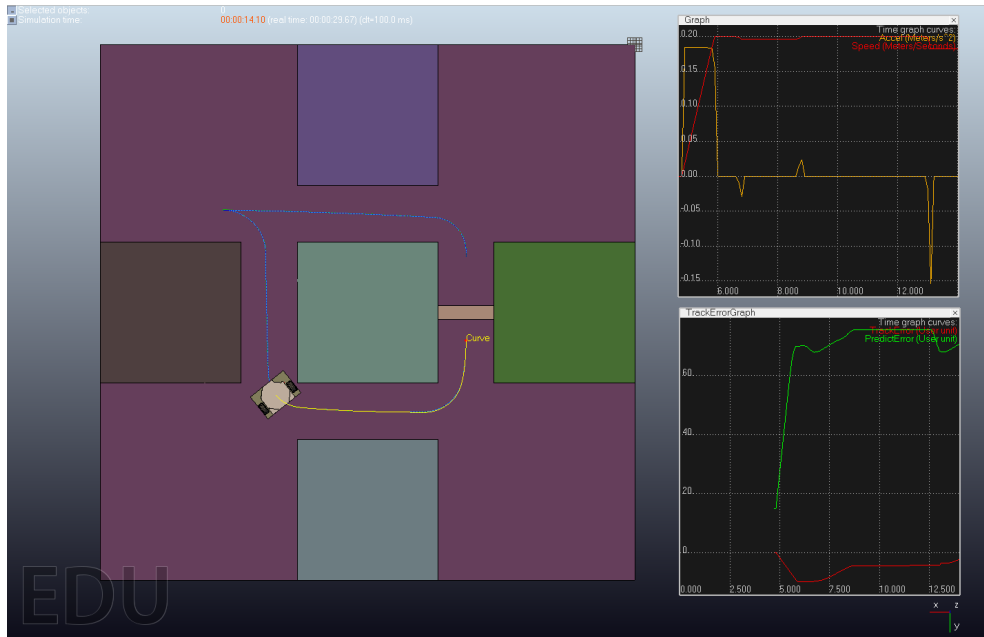 Selected objects: 0
Simulation time: 00:00:14.10 (real time: 00:00:29.67) (dt=100.0 ms)
Graph
Time graph curves:
Accel (Meters/s^2)
Speed (Meters/Seconds)
0.20
0.15
0.10
0.05
0.00
-0.05
-0.10
-0.15
6.000 8.000 10.000 12.000
Curve
TrackErrorGraph
Time graph curves:
TrackError (User unit)
PredictError (User unit)
60.
40.
20.
0.
0.000 2.500 5.000 7.500 10.000 12.500
EDU
x z
y